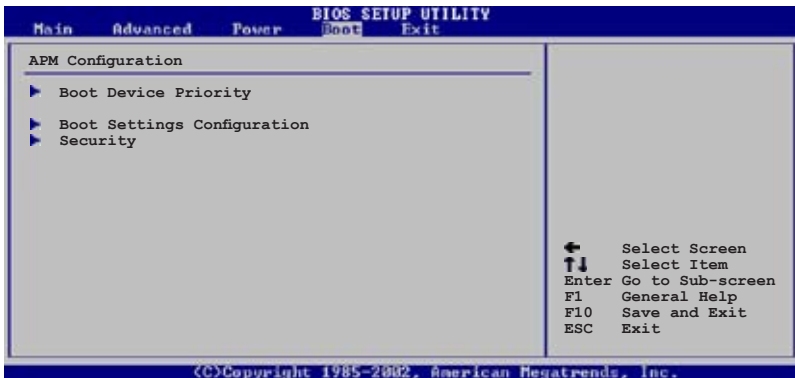 BIOS SETUP UTILITY
Main Advanced Power Boot Exit
APM Configuration
Boot Device Priority
Boot Settings Configuration
Security
← Select Screen
↑↓ Select Item
Enter Go to Sub-screen
F1 General Help
F10 Save and Exit
ESC Exit
(C)Copyright 1985-2002, American Megatrends, Inc.